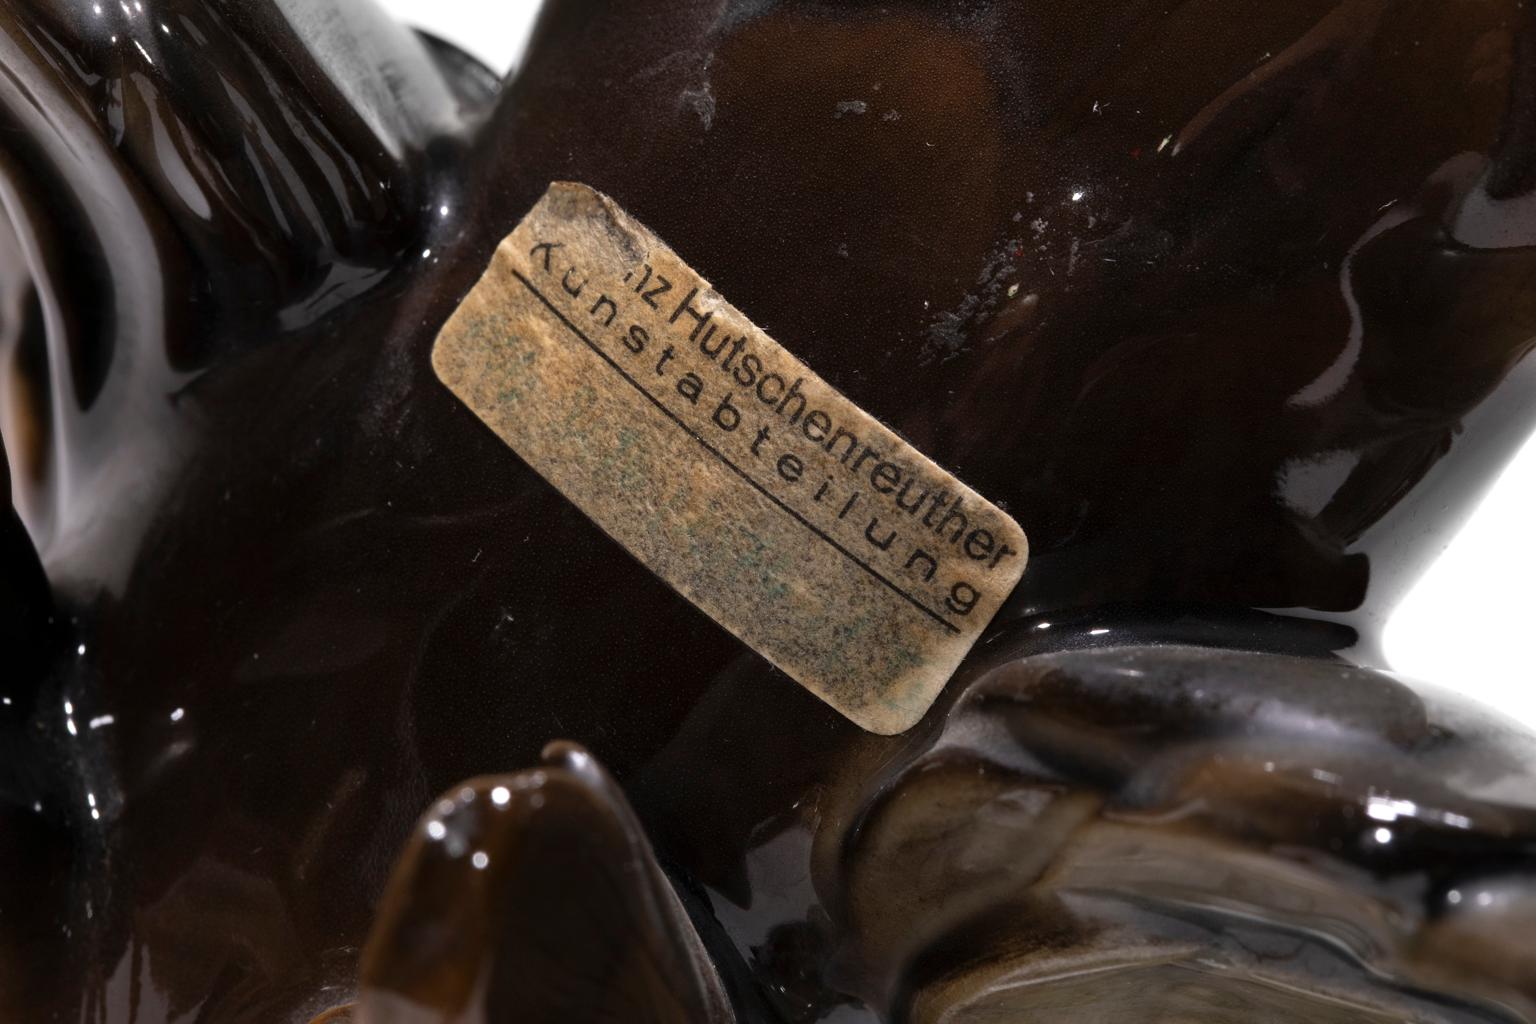 nz Hutschenreuther
Kunstabteilung